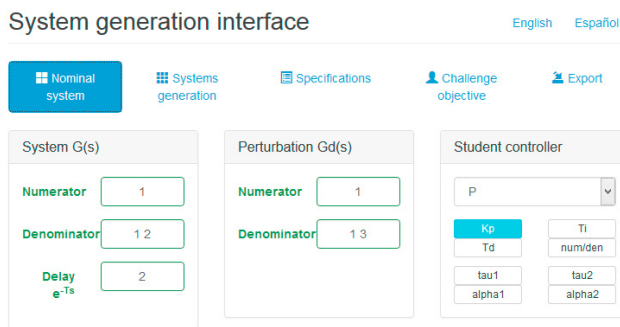 System generation interface
English Español
Nominal system
Systems generation
Specifications
Challenge objective
Export
System G(s)
Numerator 1
Denominator 1 2
Delay e-Ts 2
Perturbation Gd(s)
Numerator 1
Denominator 1 3
Student controller
P
Kp Ti
Td num/den
tau1 tau2
alpha1 alpha2